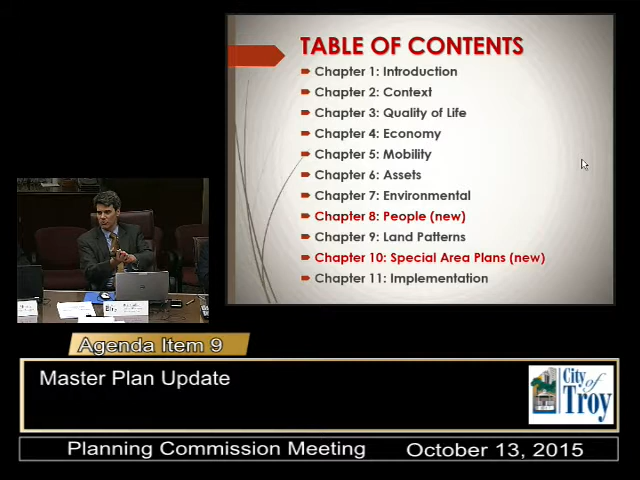 TABLE OF CONTENTS
Chapter 1: Introduction
Chapter 2: Context
Chapter 3: Quality of Life
Chapter 4: Economy
Chapter 5: Mobility
Chapter 6: Assets
Chapter 7: Environmental
Chapter 8: People (new)
Chapter 9: Land Patterns
Chapter 10: Special Area Plans (new)
Chapter 11: Implementation
Agenda Item 9
Master Plan Update
City
of
Troy
Planning Commission Meeting October 13, 2015